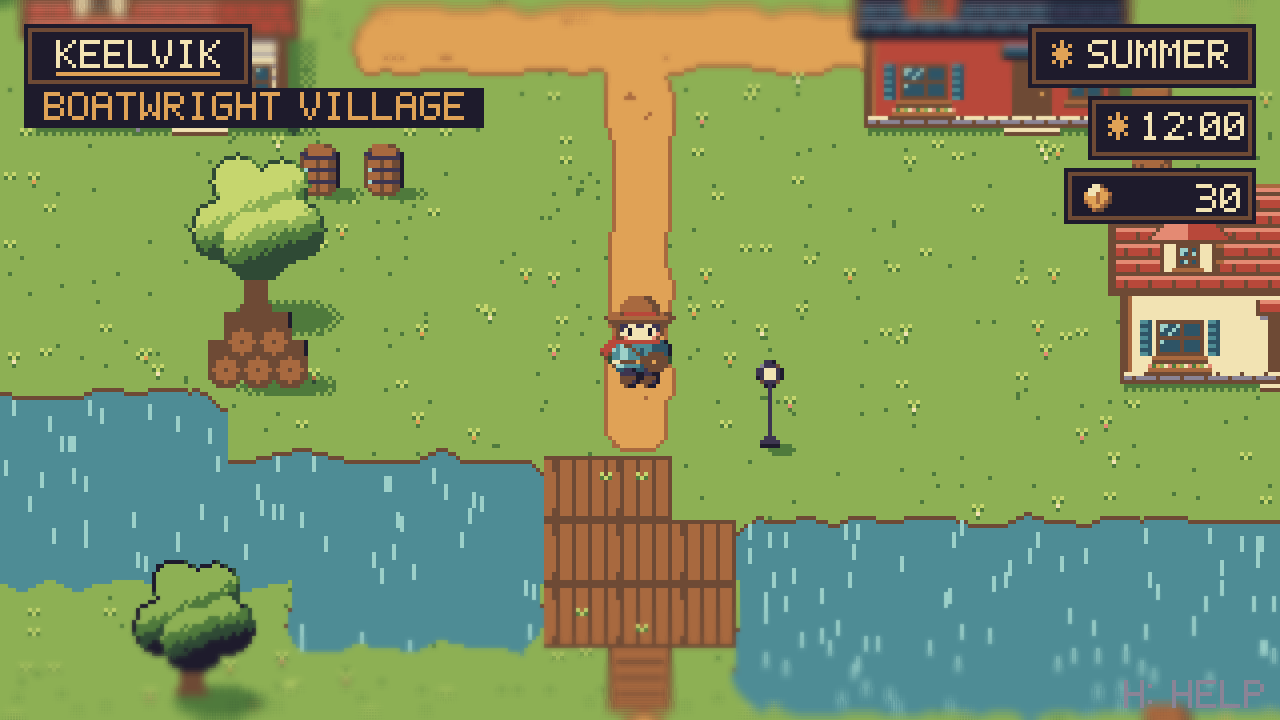 KEELVIK
BOATWRIGHT VILLAGE
SUMMER
12:00
30
H: HELP